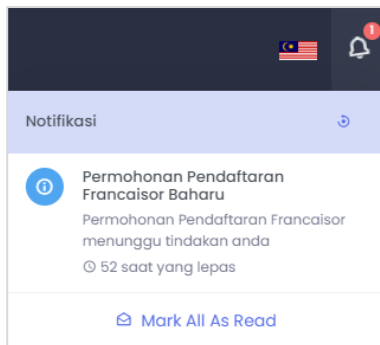 1
Notifikasi
Permohonan Pendaftaran
Francaisor Baharu
Permohonan Pendaftaran Francaisor
menunggu tindakan anda
52 saat yang lepas
Mark All As Read